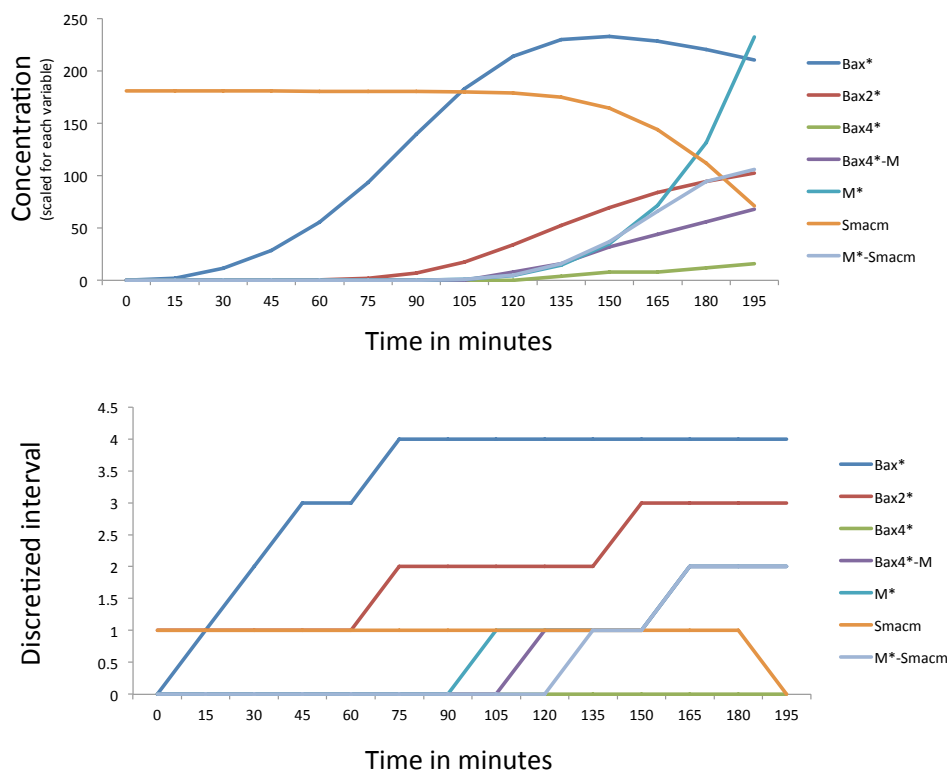 250
200
150
100
50
0
Concentration
(scaled for each variable)
0 15 30 45 60 75 90 105 120 135 150 165 180 195
Time in minutes
Bax*
Bax2*
Bax4*
Bax4*-M
M*
Smacm
M*-Smacm
4.5
4
3.5
3
2.5
2
1.5
1
0.5
0
Discretized interval
0 15 30 45 60 75 90 105 120 135 150 165 180 195
Time in minutes
Bax*
Bax2*
Bax4*
Bax4*-M
M*
Smacm
M*-Smacm